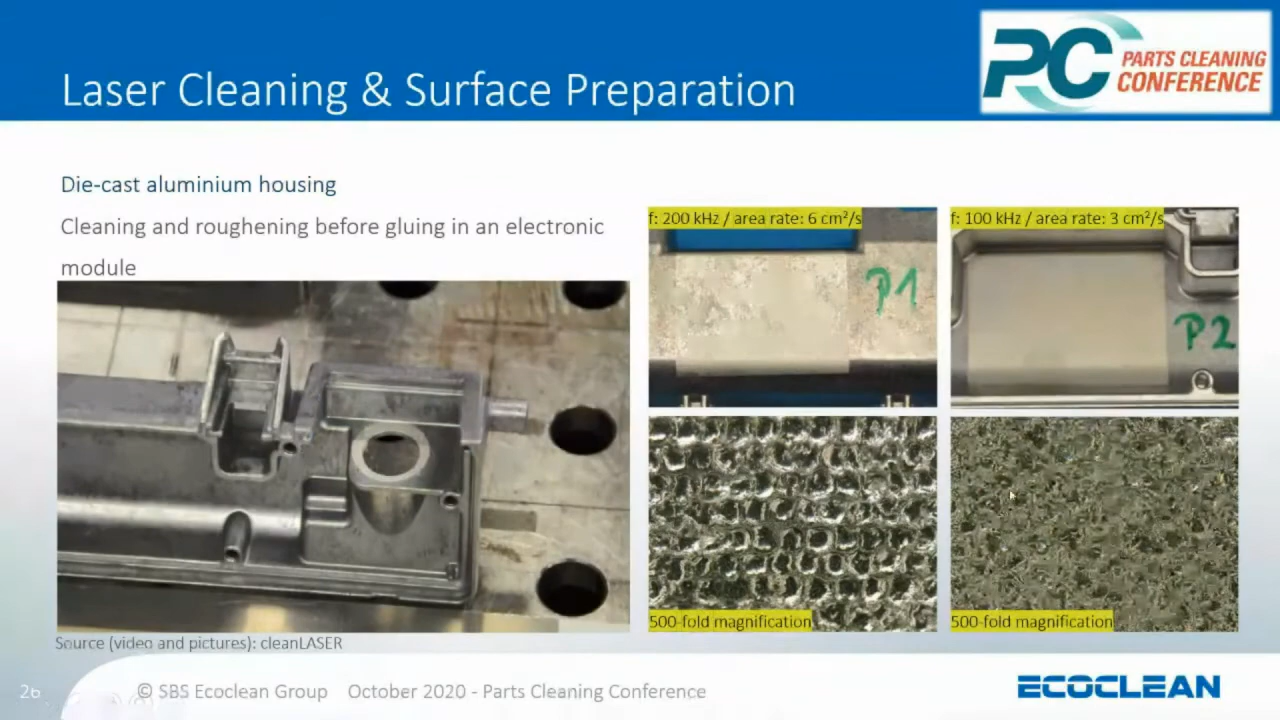 Laser Cleaning & Surface Preparation
PC PARTS CLEANING
CONFERENCE
Die-cast aluminium housing
Cleaning and roughening before gluing in an electronic
module
f: 200 kHz / area rate: 6 cm²/s
f: 100 kHz / area rate: 3 cm²/s
P1
P2
500-fold magnification
500-fold magnification
Source (video and pictures): cleanLASER
26
© SBS Ecoclean Group October 2020 - Parts Cleaning Conference
ECOCLEAN